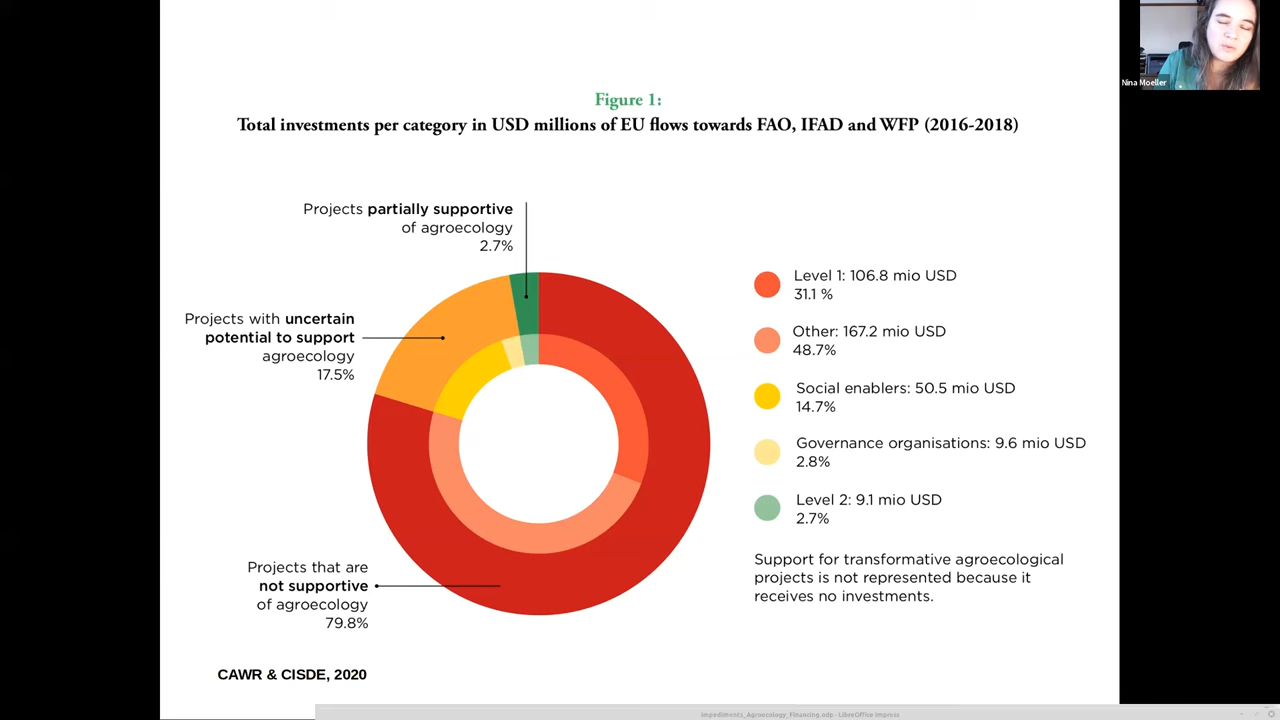 Nina Moeller
Figure 1:
Total investments per category in USD millions of EU flows towards FAO, IFAD and WFP (2016-2018)
Projects partially supportive
of agroecology
2.7%
Projects with uncertain
potential to support
agroecology
17.5%
Projects that are
not supportive
of agroecology
79.8%
Level 1: 106.8 mio USD
31.1 %
Other: 167.2 mio USD
48.7%
Social enablers: 50.5 mio USD
14.7%
Governance organisations: 9.6 mio USD
2.8%
Level 2: 9.1 mio USD
2.7%
Support for transformative agroecological
projects is not represented because it
receives no investments.
CAWR & CISDE, 2020
Impediments_Agroecology_Financing.odp - LibreOffice Impress